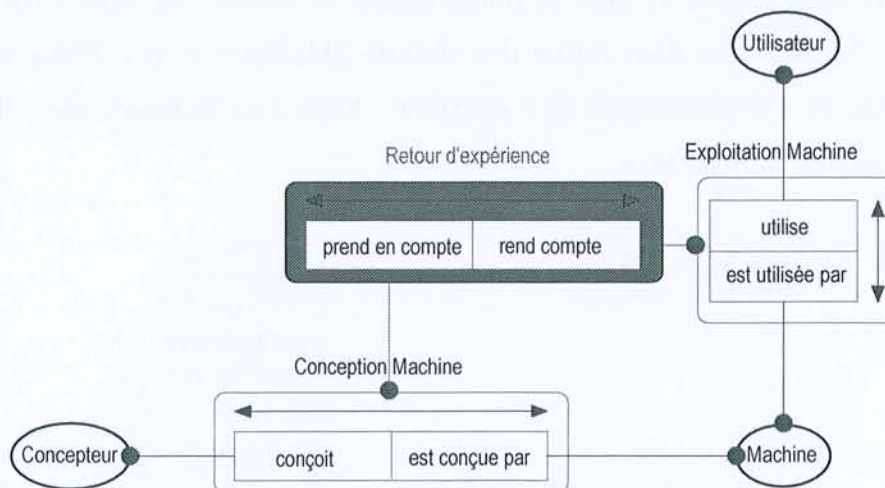 Utilisateur
Exploitation Machine
Retour d'expérience
utilise
prend en compte
rend compte
est utilisée par
Conception Machine
Concepteur
conçoit
est conçue par
Machine